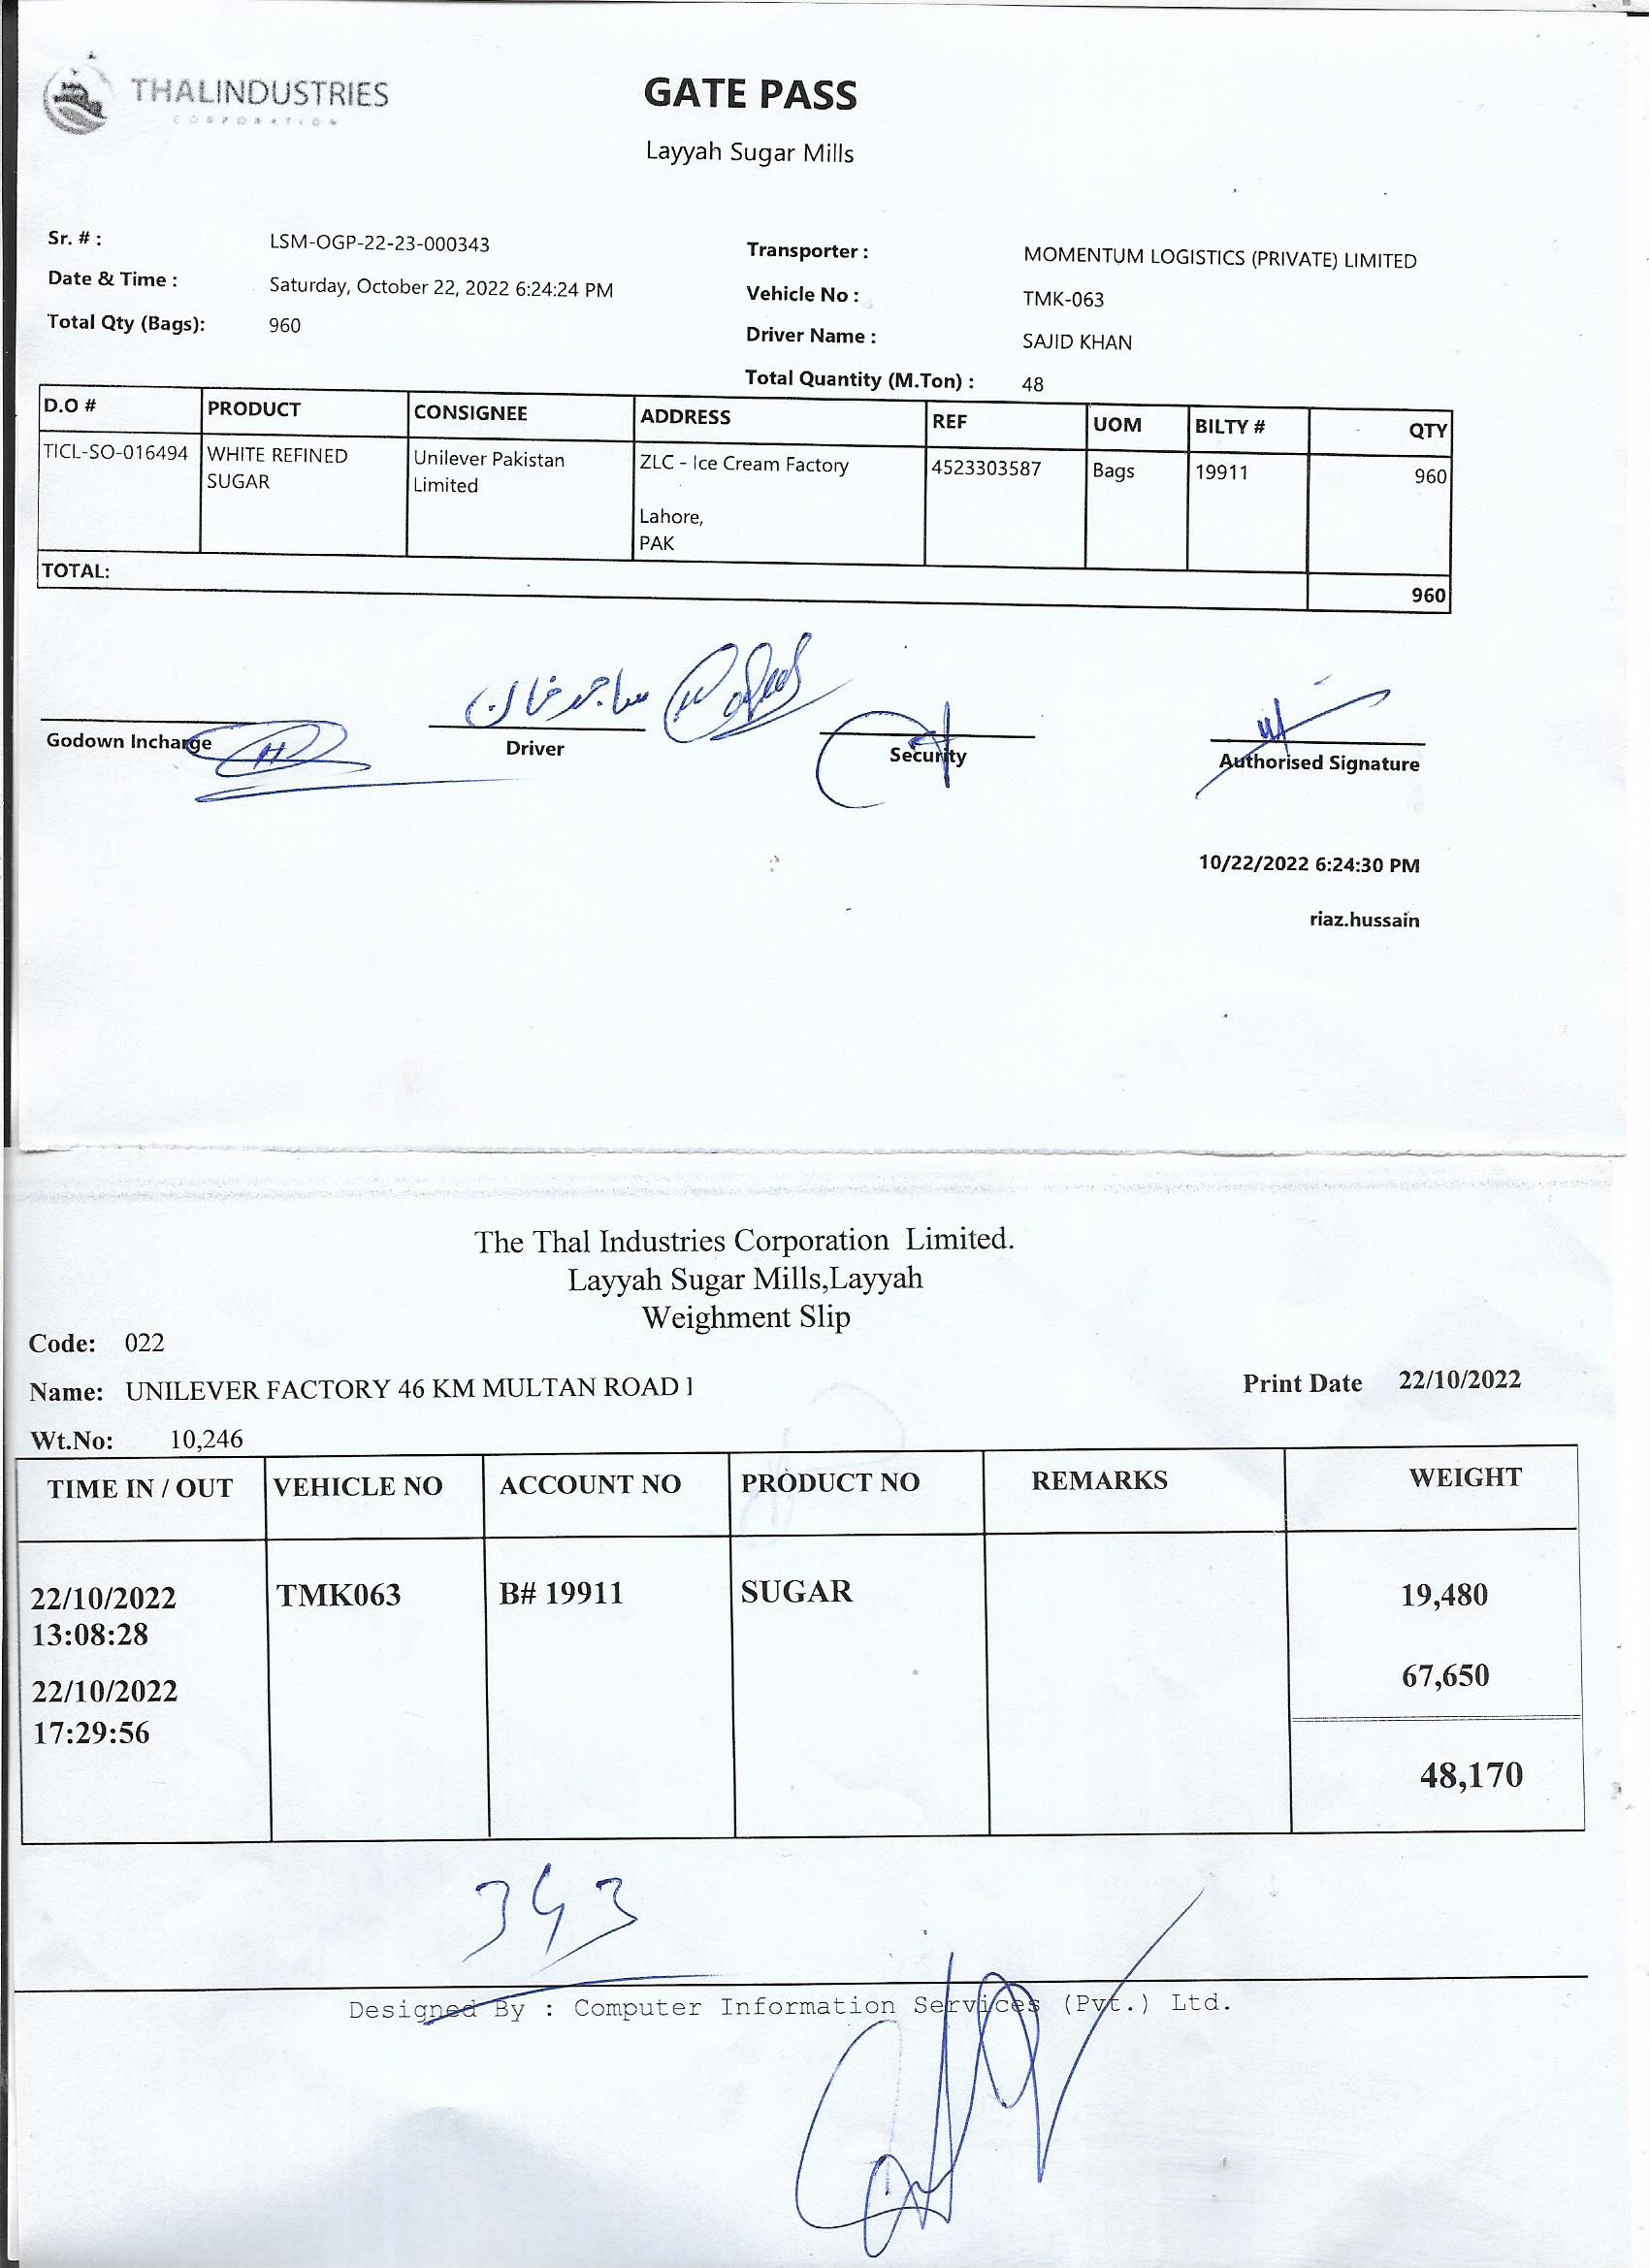 THALINDUSTRIES
CORPORATION
GATE PASS
Layyah Sugar Mills
Sr. # : LSM-OGP-22-23-000343
Date & Time : Saturday, October 22, 2022 6:24:24 PM
Total Qty (Bags): 960
Transporter : MOMENTUM LOGISTICS (PRIVATE) LIMITED
Vehicle No : TMK-063
Driver Name : SAJID KHAN
Total Quantity (M.Ton) : 48
D.O # PRODUCT CONSIGNEE ADDRESS REF UOM BILTY # QTY
TICL-SO-016494 WHITE REFINED Unilever Pakistan ZLC - Ice Cream Factory 4523303587 Bags 19911 960
SUGAR Limited
Lahore,
PAK
TOTAL: 960
ساجد خان
Godown Incharge Driver Security Authorised Signature
10/22/2022 6:24:30 PM
riaz.hussain
The Thal Industries Corporation Limited.
Layyah Sugar Mills,Layyah
Weighment Slip
Code: 022
Name: UNILEVER FACTORY 46 KM MULTAN ROAD l
Print Date 22/10/2022
Wt.No: 10,246
TIME IN / OUT VEHICLE NO ACCOUNT NO PRODUCT NO REMARKS WEIGHT
22/10/2022 TMK063 B# 19911 SUGAR 19,480
13:08:28
22/10/2022 67,650
17:29:56
48,170
343
Designed By : Computer Information Services (Pvt.) Ltd.